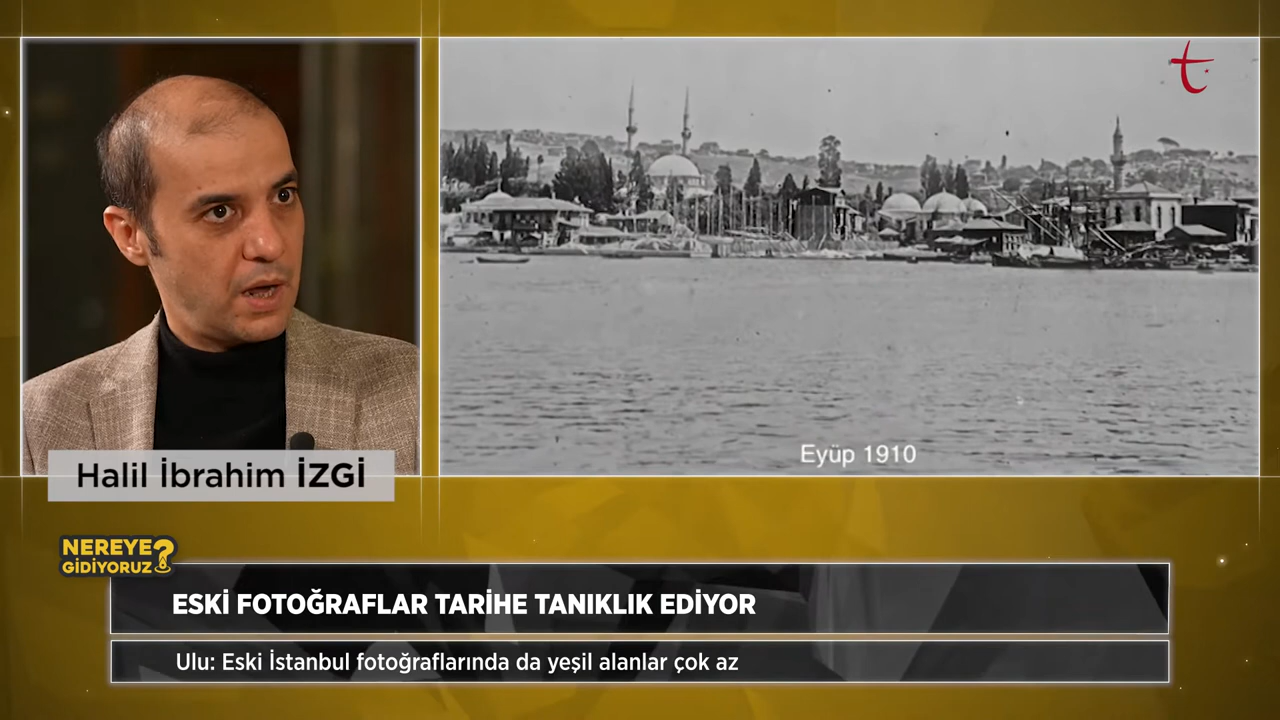 Eyüp 1910
Halil İbrahim İZGİ
NEREYE
GİDİYORUZ?
ESKİ FOTOĞRAFLAR TARİHE TANIKLIK EDİYOR
Ulu: Eski İstanbul fotoğraflarında da yeşil alanlar çok az